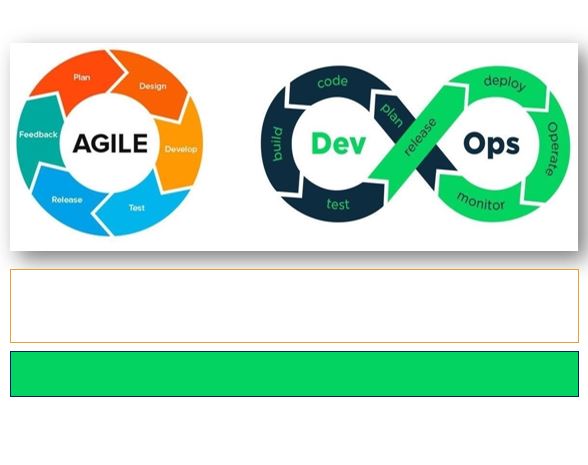 Plan
Design
Develop
Test
Release
Feedback
AGILE
plan
code
build
test
release
deploy
Operate
monitor
Dev
Ops